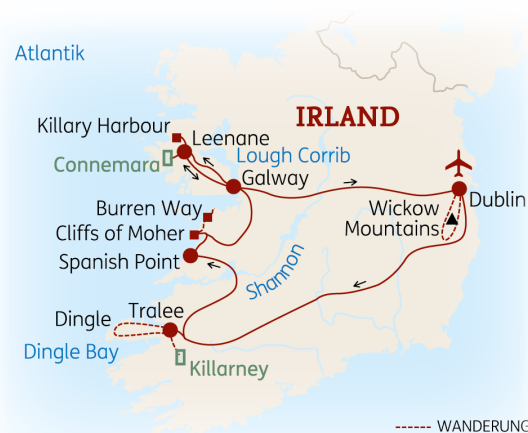 Atlantik
IRLAND
Killary Harbour
Leenane
Connemara
Lough Corrib
Galway
Dublin
Burren Way
Wickow
Mountains
Cliffs of Moher
Spanish Point
Shannon
Tralee
Dingle
Dingle Bay
Killarney
WANDERUNG